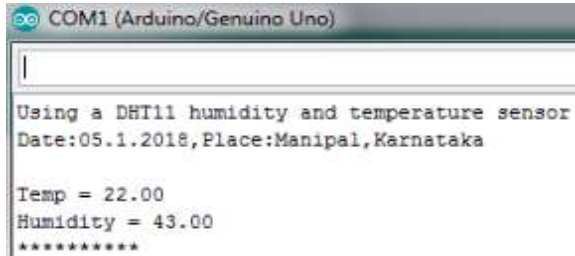 COM1 (Arduino/Genuino Uno)
Using a DHT11 humidity and temperature sensor
Date:05.1.2018,Place:Manipal,Karnataka
Temp = 22.00
Humidity = 43.00
**********